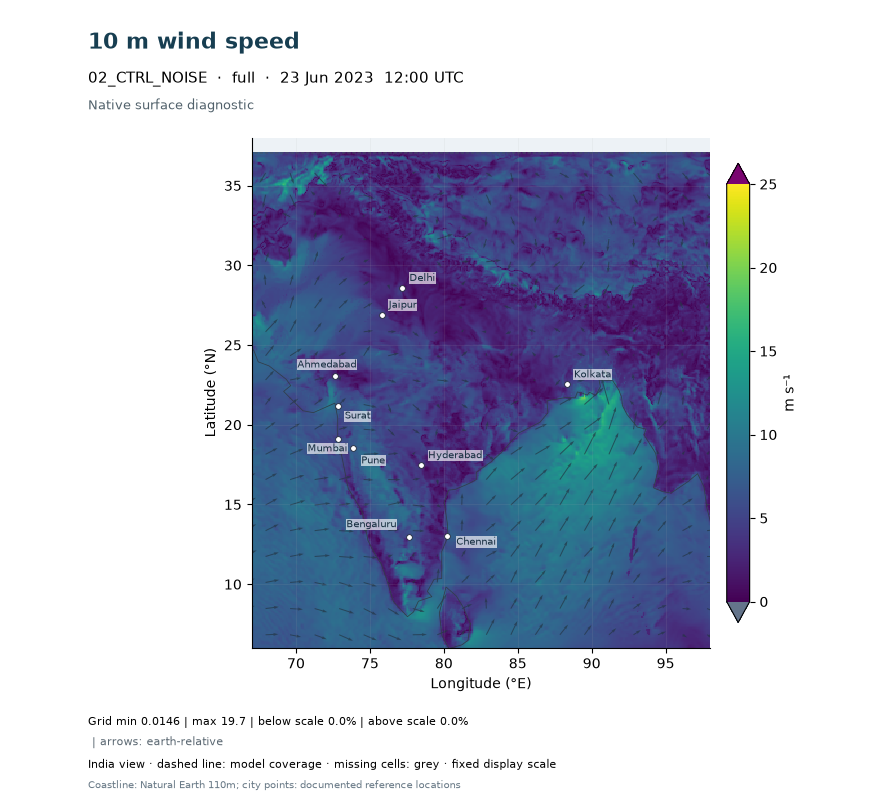 10 m wind speed
02_CTRL_NOISE · full · 23 Jun 2023 12:00 UTC
Native surface diagnostic
35
30
25
20
15
10
Latitude (°N)
Delhi
Jaipur
Ahmedabad
Surat
Mumbai
Pune
Kolkata
Hyderabad
Bengaluru
Chennai
25
20
15
10
5
0
m s⁻¹
70 75 80 85 90 95
Longitude (°E)
Grid min 0.0146 | max 19.7 | below scale 0.0% | above scale 0.0%
| arrows: earth-relative
India view · dashed line: model coverage · missing cells: grey · fixed display scale
Coastline: Natural Earth 110m; city points: documented reference locations